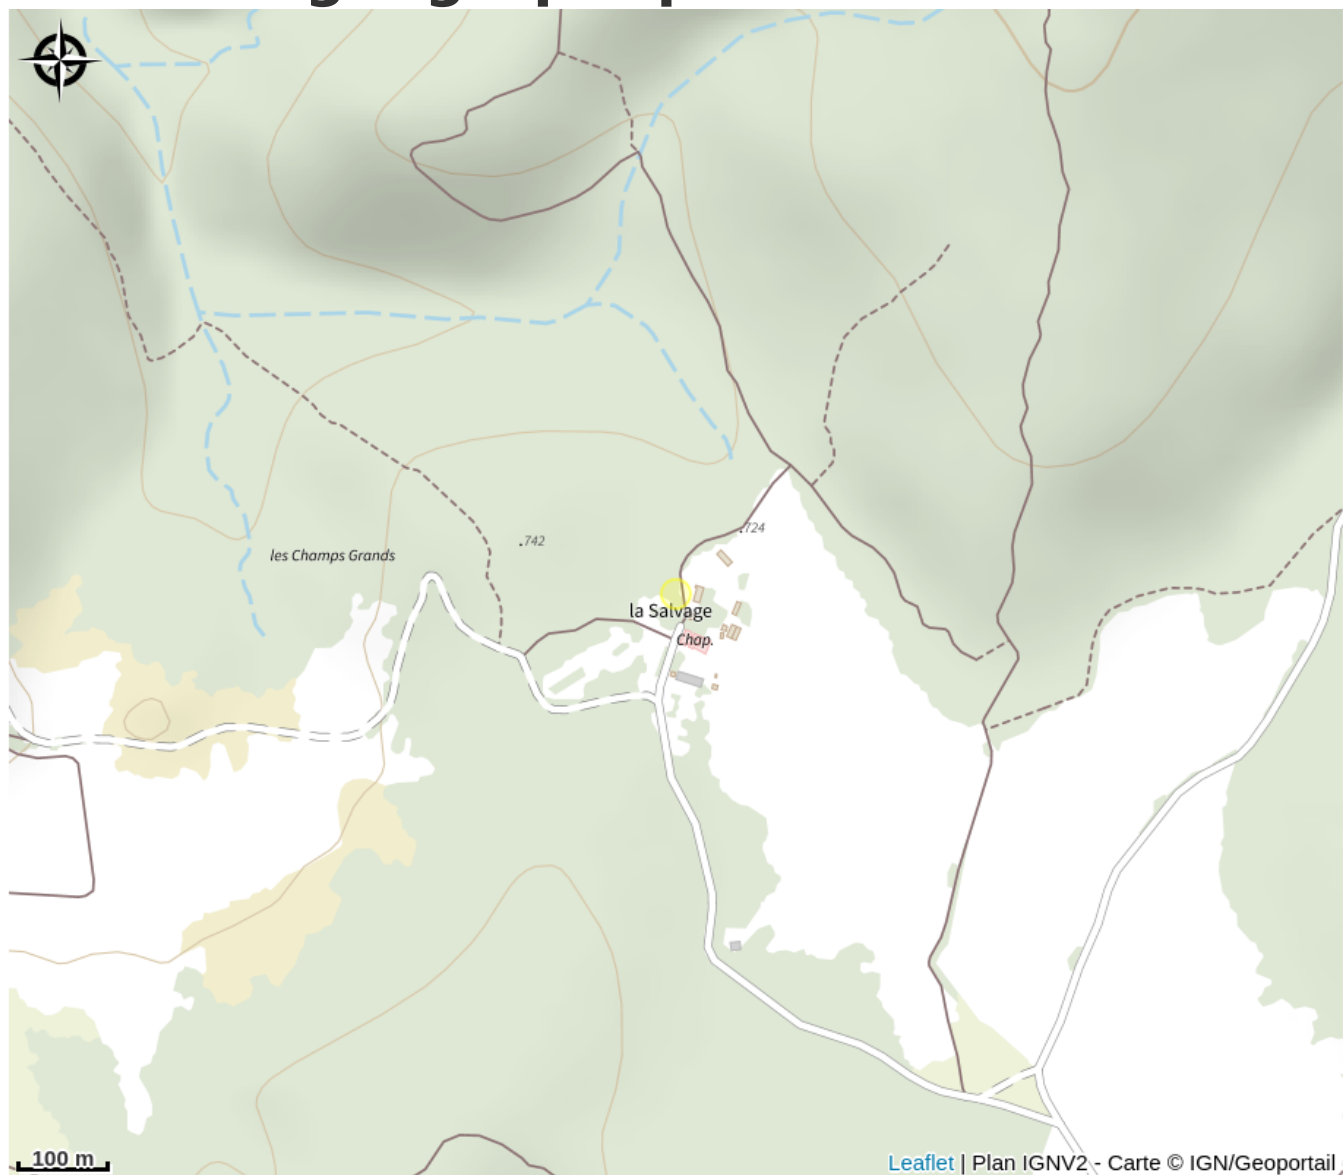 .742
.724
les Champs Grands
la Salvage
Chap.
100 m
Leaflet | Plan IGNV2 - Carte © IGN/Geoportail